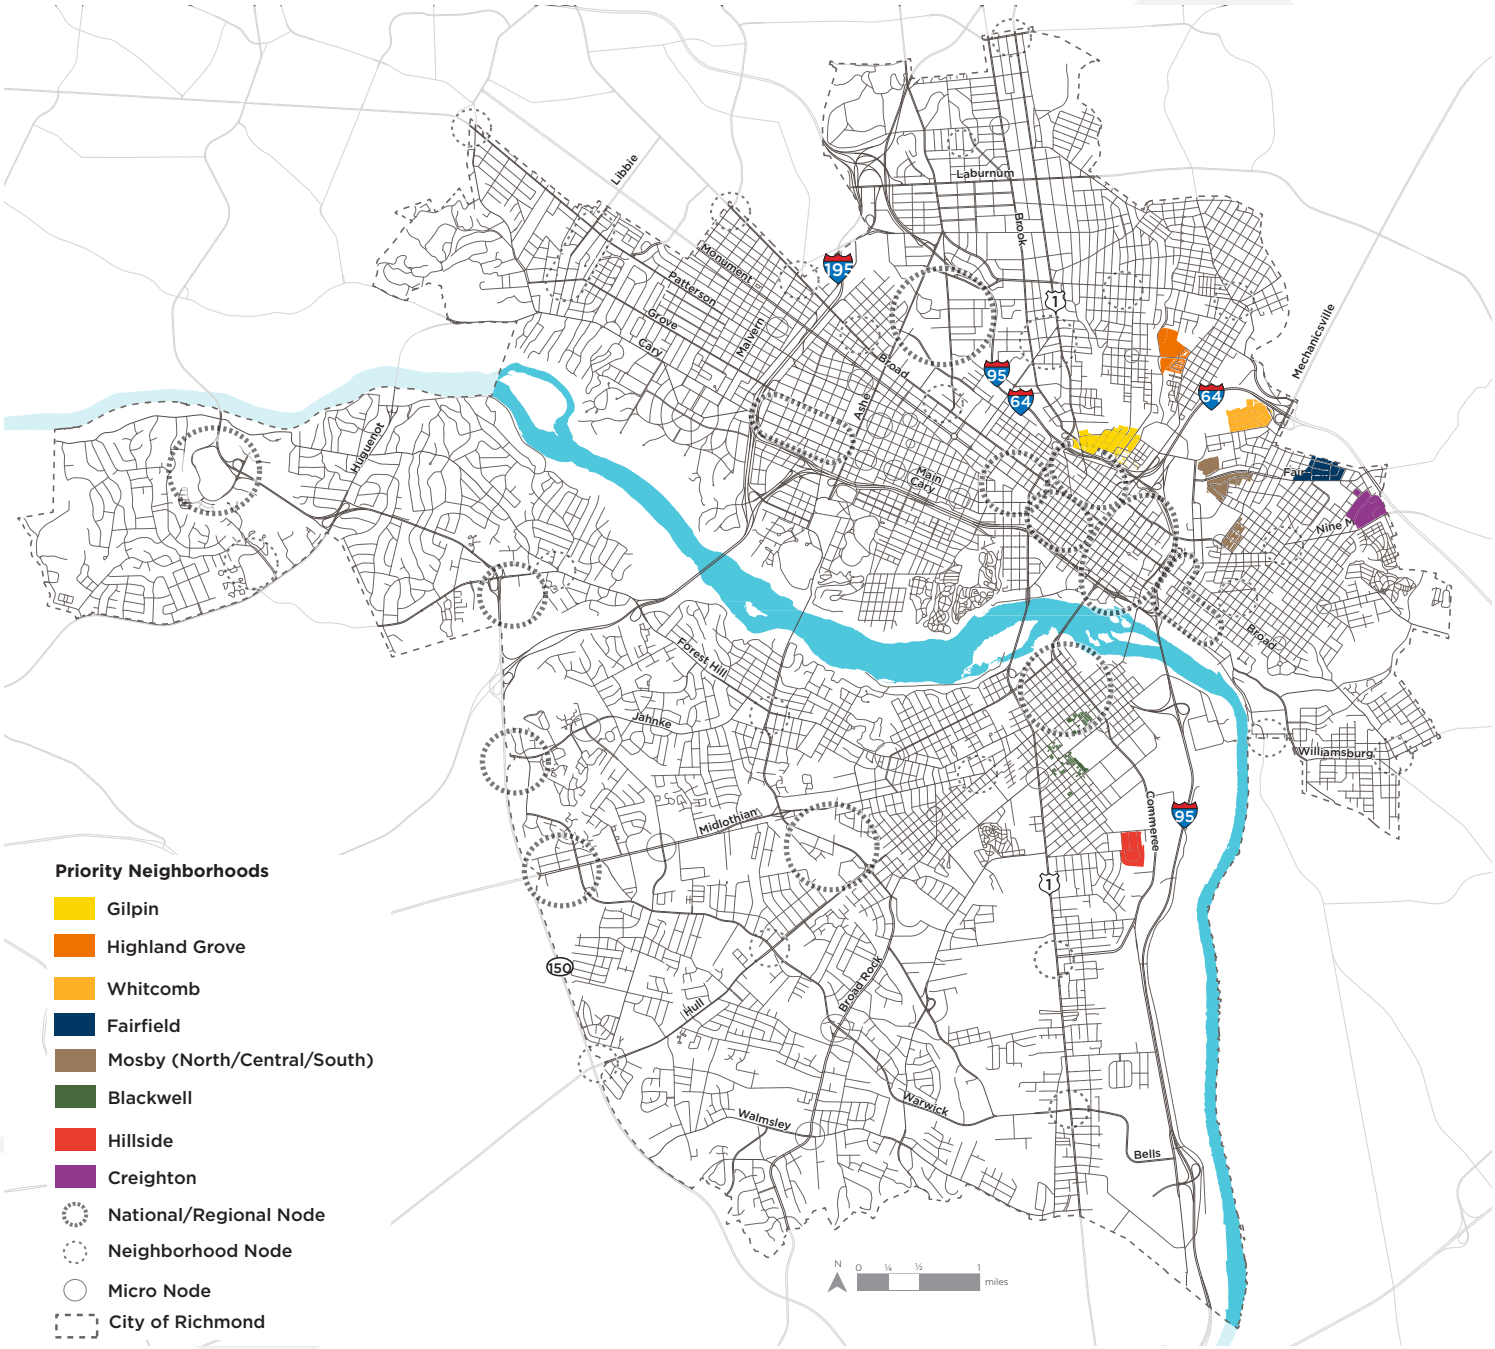 Laburnum
Libbie
Brook
Monument
195
Patterson
1
Grove
Malvern
Cary
Mechanicsville
Broad
95
64
64
Ashe
Huguenot
Main
Cary
Fai
Nine M
Broad
Forest Hill
Jahnke
Williamsburg
Commerce
95
Midlothian
1
150
Broad Rock
Hull
Warwick
Walmsley
Bells
Priority Neighborhoods
Gilpin
Highland Grove
Whitcomb
Fairfield
Mosby (North/Central/South)
Blackwell
Hillside
Creighton
National/Regional Node
Neighborhood Node
Micro Node
City of Richmond
N
0 ¼ ½ 1
miles